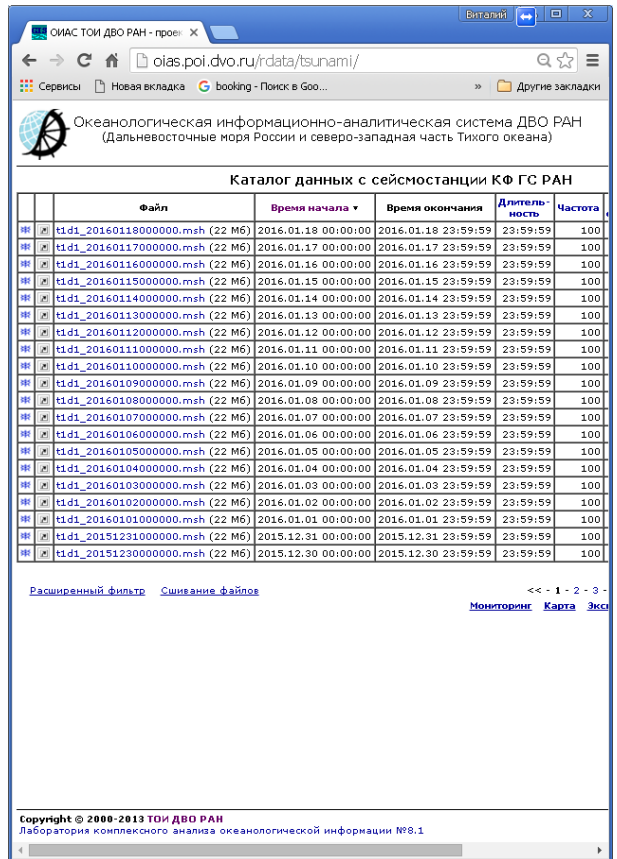 Виталий
ОИАС ТОИ ДВО РАН - проек
oias.poi.dvo.ru/rdata/tsunami/
Сервисы Новая вкладка booking - Поиск в Goo... » Другие закладки
Океанологическая информационно-аналитическая система ДВО РАН
(Дальневосточные моря России и северо-западная часть Тихого океана)
Каталог данных с сейсмостанции КФ ГС РАН
Файл Время начала ▼ Время окончания Длитель-ность Частота
t1d1_20160118000000.msh (22 Мб) 2016.01.18 00:00:00 2016.01.18 23:59:59 23:59:59 100
t1d1_20160117000000.msh (22 Мб) 2016.01.17 00:00:00 2016.01.17 23:59:59 23:59:59 100
t1d1_20160116000000.msh (22 Мб) 2016.01.16 00:00:00 2016.01.16 23:59:59 23:59:59 100
t1d1_20160115000000.msh (22 Мб) 2016.01.15 00:00:00 2016.01.15 23:59:59 23:59:59 100
t1d1_20160114000000.msh (22 Мб) 2016.01.14 00:00:00 2016.01.14 23:59:59 23:59:59 100
t1d1_20160113000000.msh (22 Мб) 2016.01.13 00:00:00 2016.01.13 23:59:59 23:59:59 100
t1d1_20160112000000.msh (22 Мб) 2016.01.12 00:00:00 2016.01.12 23:59:59 23:59:59 100
t1d1_20160111000000.msh (22 Мб) 2016.01.11 00:00:00 2016.01.11 23:59:59 23:59:59 100
t1d1_20160110000000.msh (22 Мб) 2016.01.10 00:00:00 2016.01.10 23:59:59 23:59:59 100
t1d1_20160109000000.msh (22 Мб) 2016.01.09 00:00:00 2016.01.09 23:59:59 23:59:59 100
t1d1_20160108000000.msh (22 Мб) 2016.01.08 00:00:00 2016.01.08 23:59:59 23:59:59 100
t1d1_20160107000000.msh (22 Мб) 2016.01.07 00:00:00 2016.01.07 23:59:59 23:59:59 100
t1d1_20160106000000.msh (22 Мб) 2016.01.06 00:00:00 2016.01.06 23:59:59 23:59:59 100
t1d1_20160105000000.msh (22 Мб) 2016.01.05 00:00:00 2016.01.05 23:59:59 23:59:59 100
t1d1_20160104000000.msh (22 Мб) 2016.01.04 00:00:00 2016.01.04 23:59:59 23:59:59 100
t1d1_20160103000000.msh (22 Мб) 2016.01.03 00:00:00 2016.01.03 23:59:59 23:59:59 100
t1d1_20160102000000.msh (22 Мб) 2016.01.02 00:00:00 2016.01.02 23:59:59 23:59:59 100
t1d1_20160101000000.msh (22 Мб) 2016.01.01 00:00:00 2016.01.01 23:59:59 23:59:59 100
t1d1_20151231000000.msh (22 Мб) 2015.12.31 00:00:00 2015.12.31 23:59:59 23:59:59 100
t1d1_20151230000000.msh (22 Мб) 2015.12.30 00:00:00 2015.12.30 23:59:59 23:59:59 100
Расширенный фильтр Сшивание файлов << - 1 - 2 - 3 -
Мониторинг Карта Экс
Copyright © 2000-2013 ТОИ ДВО РАН
Лаборатория комплексного анализа океанологической информации №8.1